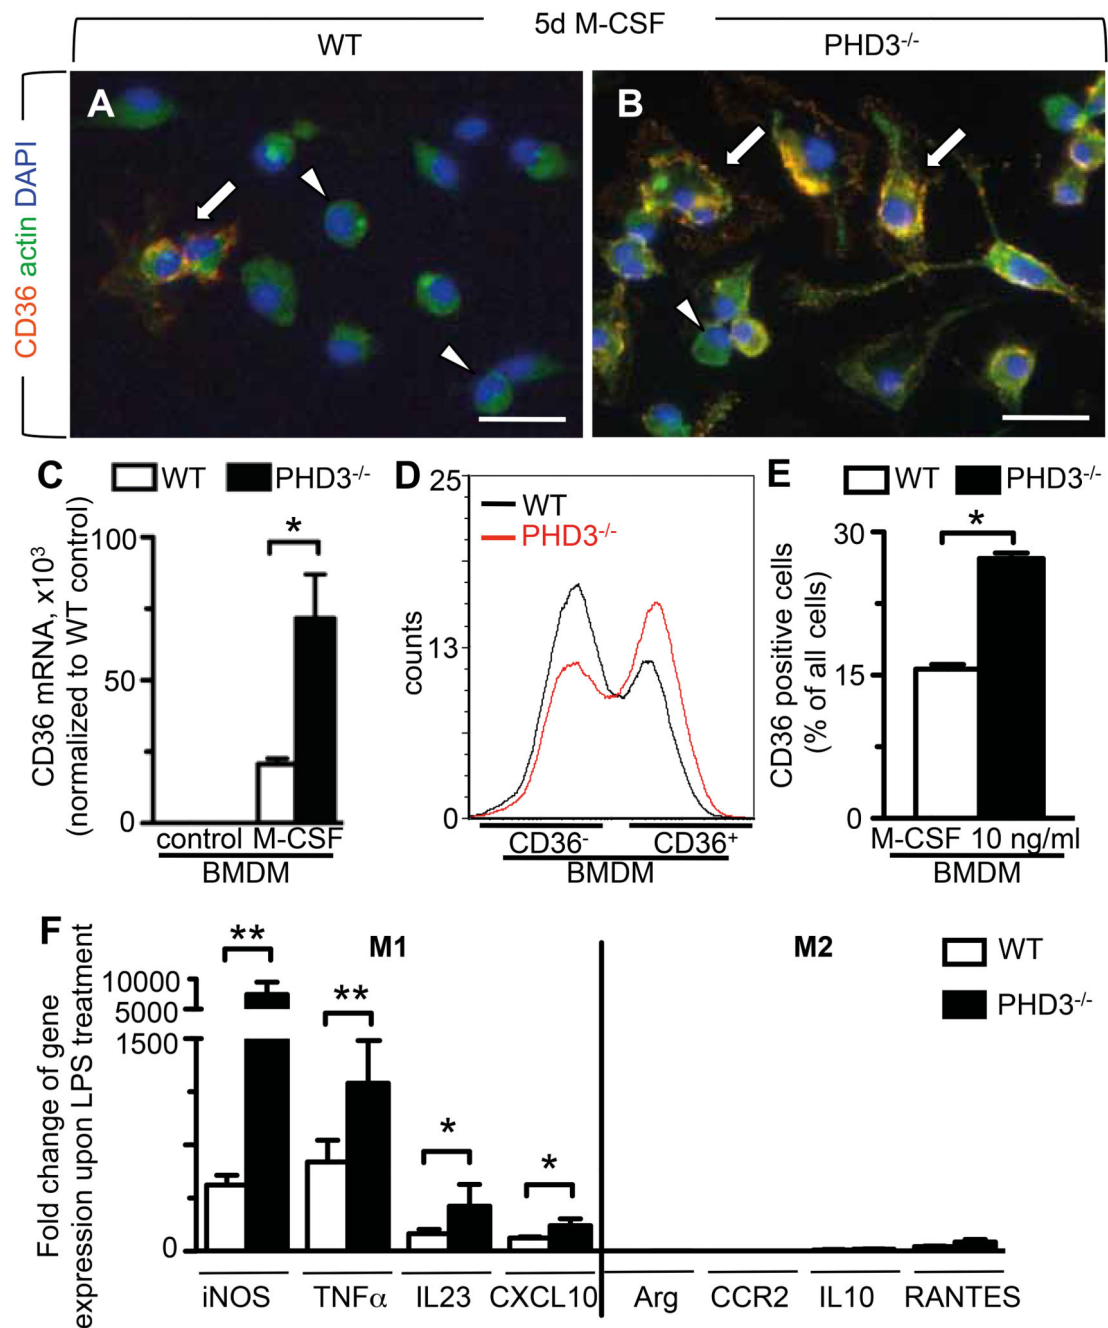 5d M-CSF
WT PHD3-/-
CD36 actin DAPI
A
B
C
WT PHD3-/-
CD36 mRNA, x10³
(normalized to WT control)
100
50
0
*
control M-CSF
BMDM
D
25
13
0
counts
WT
PHD3-/-
CD36- CD36+
BMDM
E
WT PHD3-/-
CD36 positive cells
(% of all cells)
30
15
0
*
M-CSF 10 ng/ml
BMDM
F
Fold change of gene
expression upon LPS treatment
M1 M2
WT
PHD3-/-
10000
5000
1500
0
** ** * *
iNOS TNFα IL23 CXCL10 Arg CCR2 IL10 RANTES